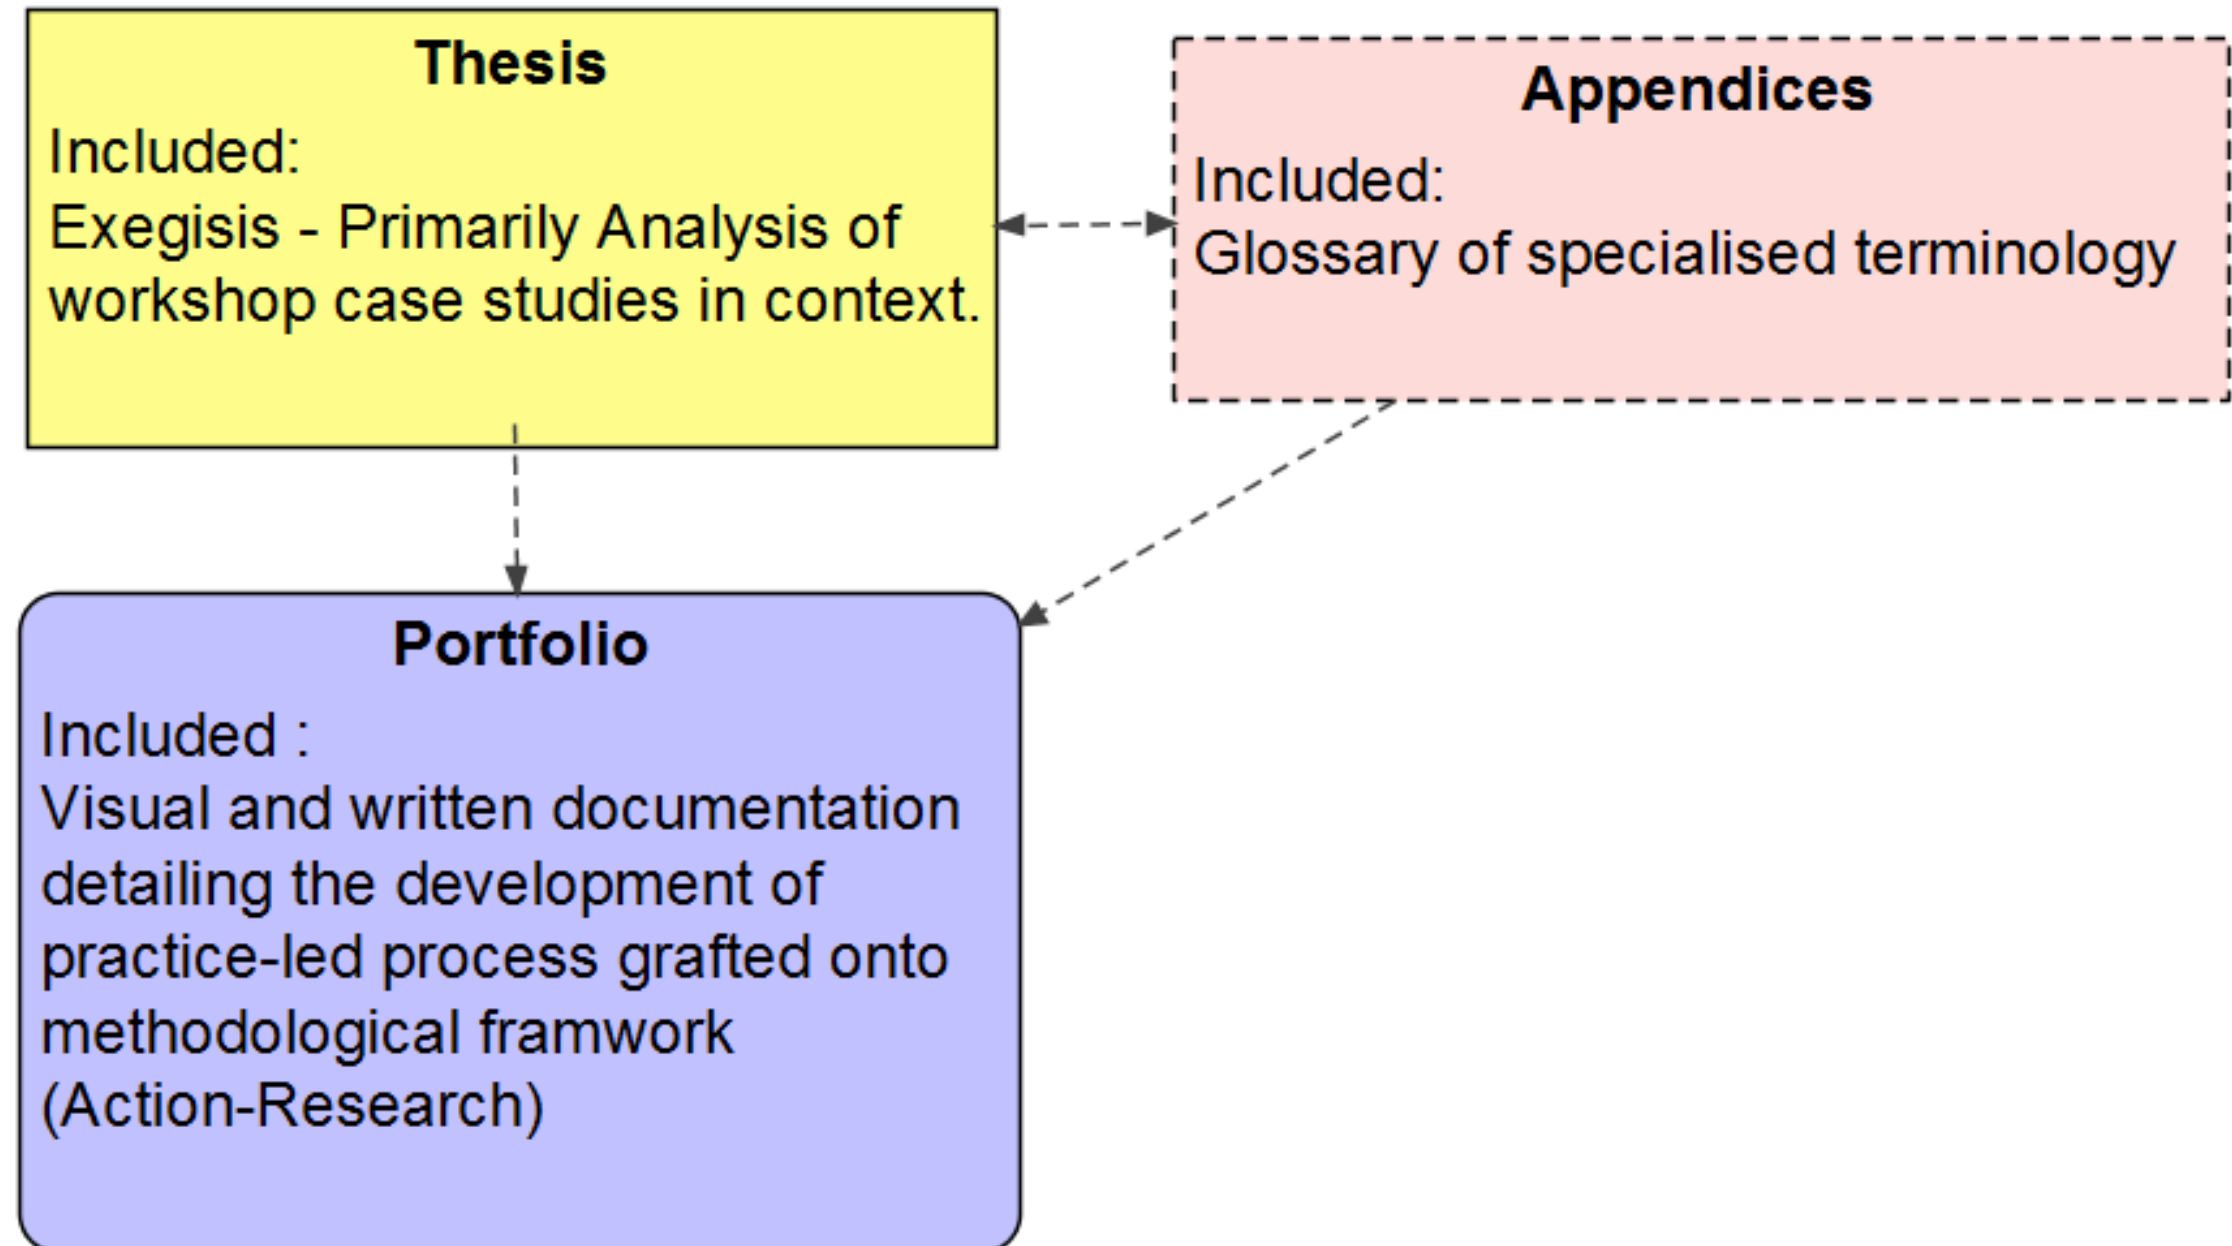 Thesis
Included:
Exegisis - Primarily Analysis of
workshop case studies in context.
Appendices
Included:
Glossary of specialised terminology
Portfolio
Included :
Visual and written documentation
detailing the development of
practice-led process grafted onto
methodological framwork
(Action-Research)